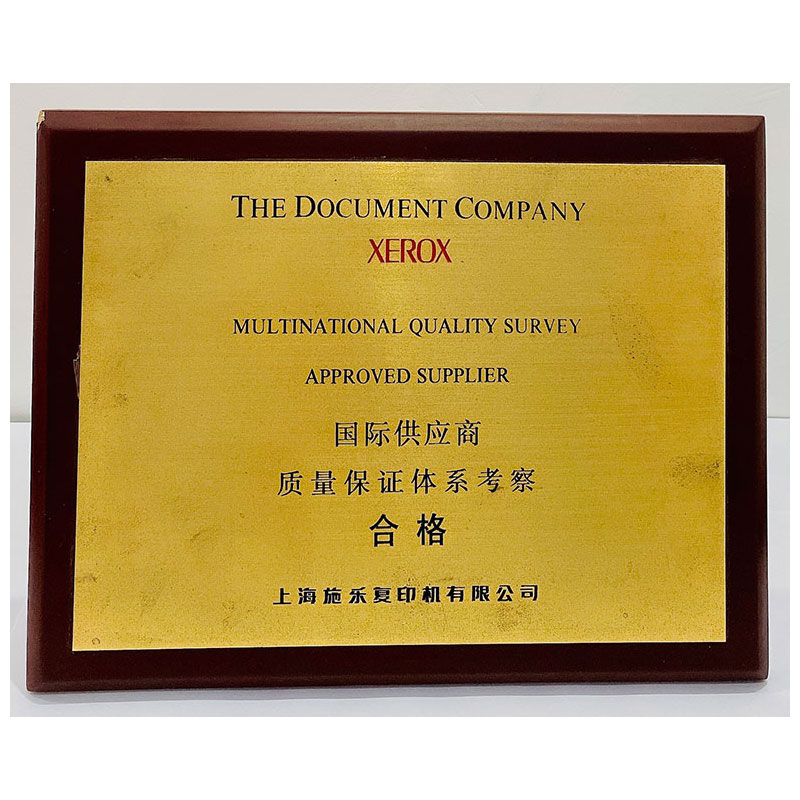 THE DOCUMENT COMPANY
XEROX
MULTINATIONAL QUALITY SURVEY
APPROVED SUPPLIER
国际供应商
质量保证体系考察
合格
上海施乐复印机有限公司